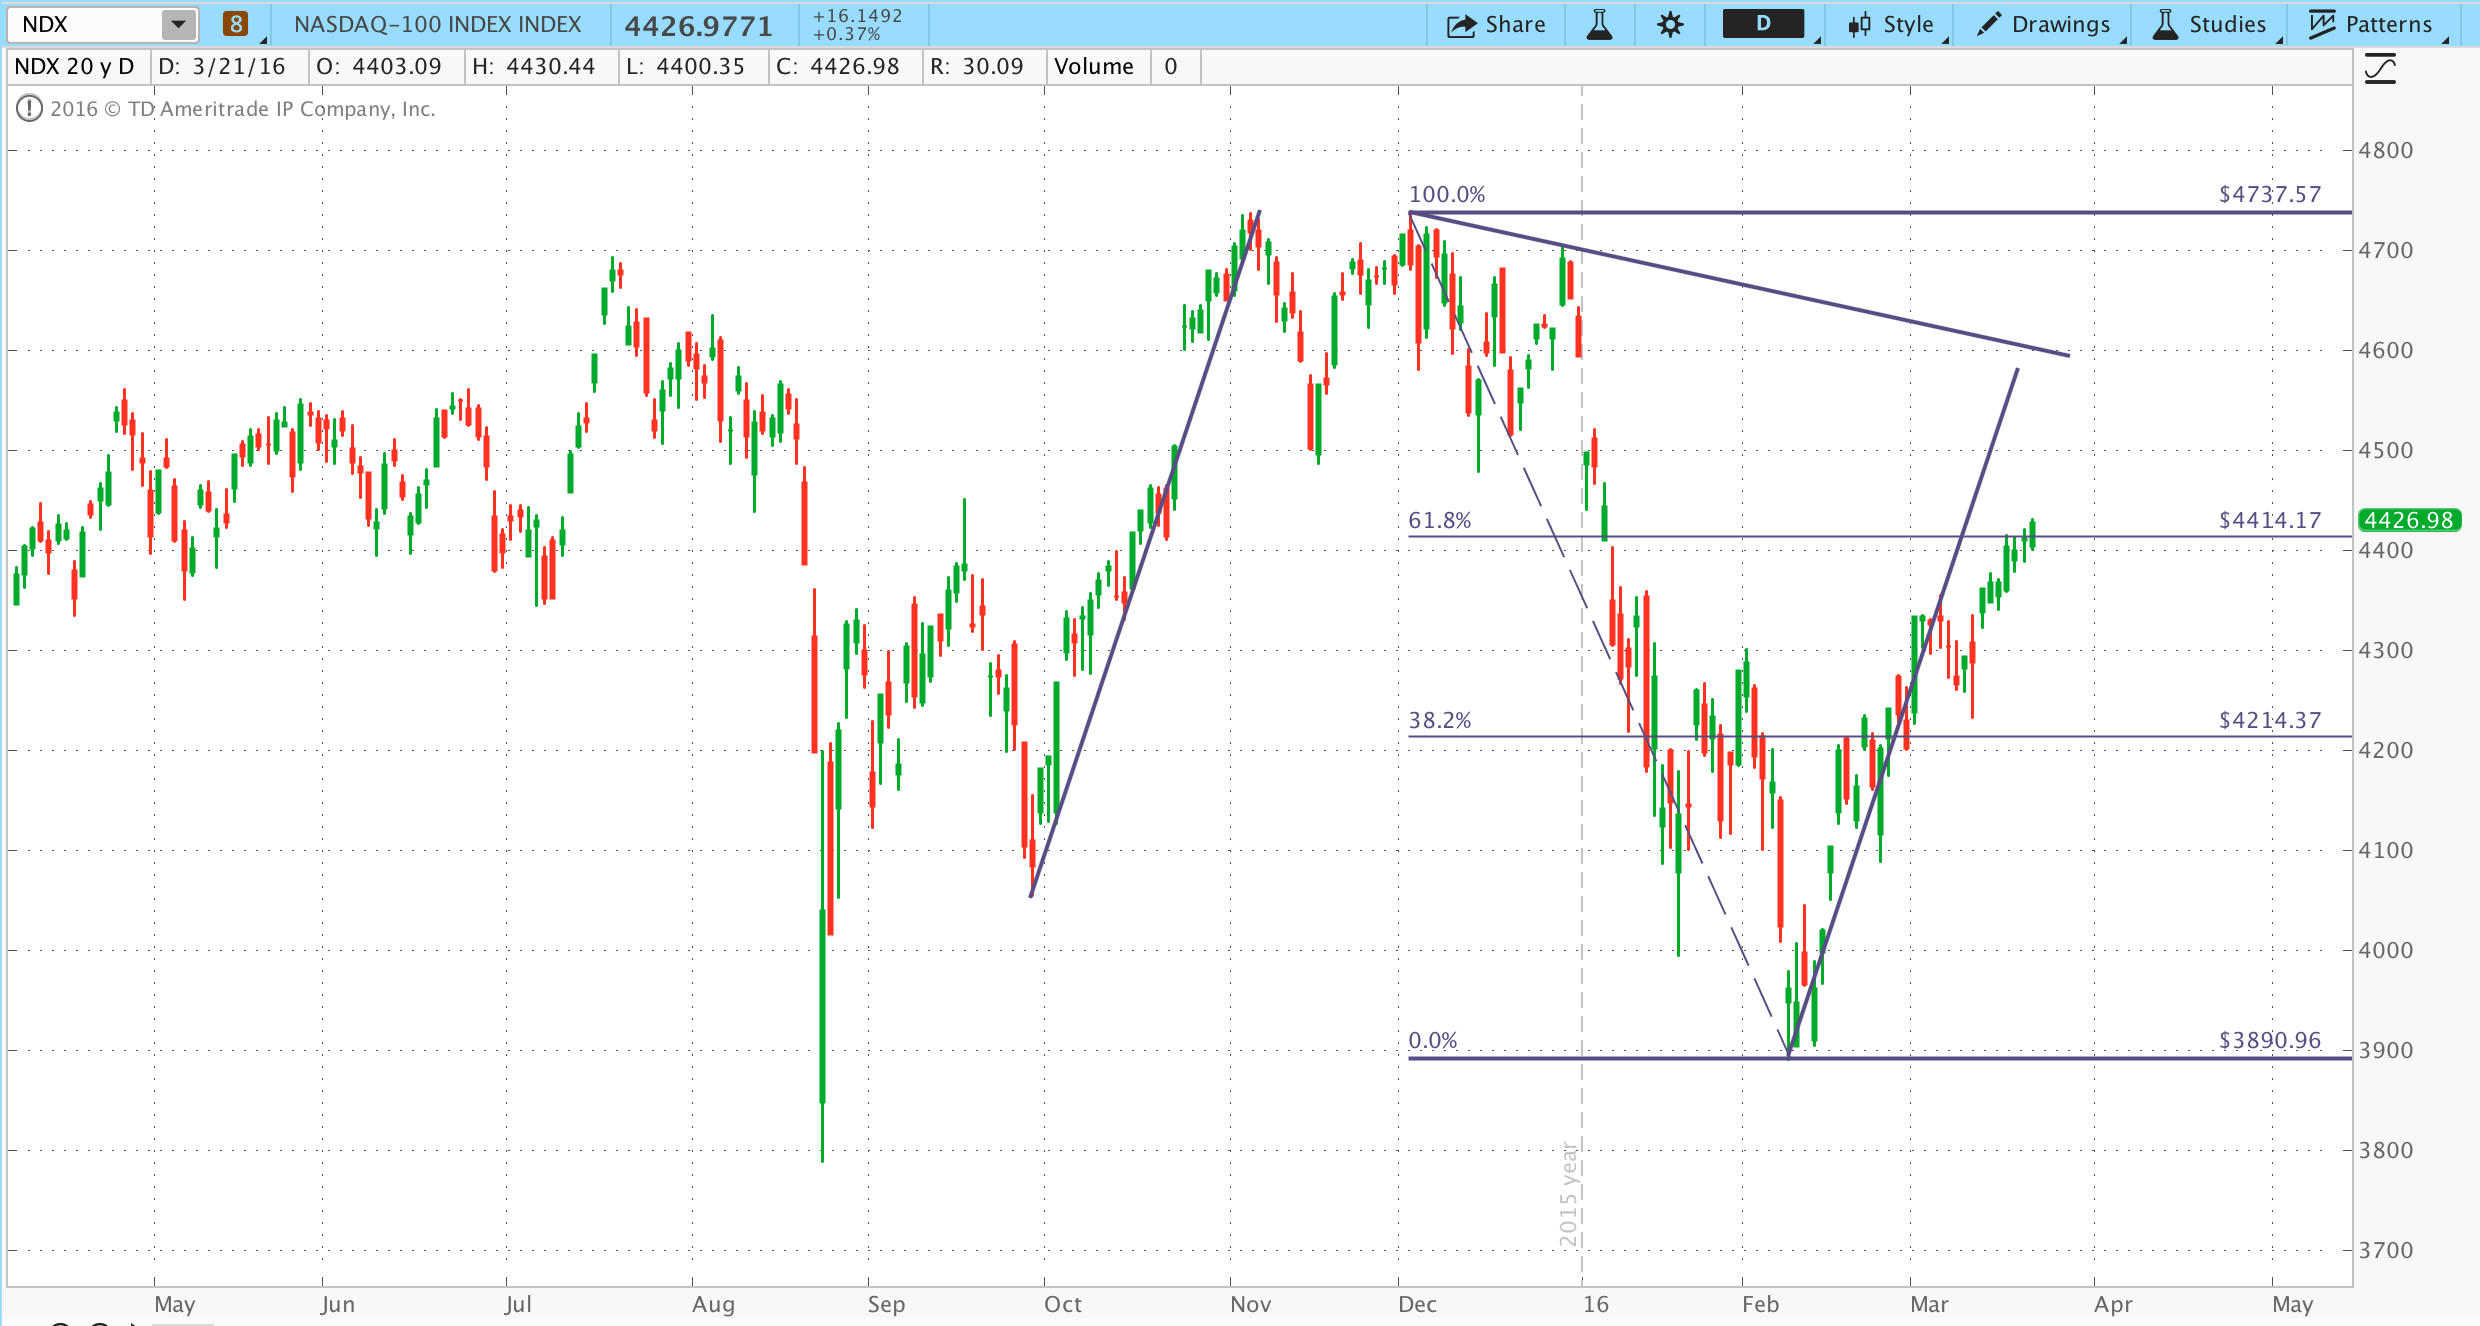 NDX 8 NASDAQ-100 INDEX INDEX 4426.9771 +16.1492 Share D Style Drawings Studies Patterns
+0.37%
NDX 20 y D D: 3/21/16 O: 4403.09 H: 4430.44 L: 4400.35 C: 4426.98 R: 30.09 Volume 0
2016 © TD Ameritrade IP Company, Inc.
4800
100.0% $4737.57
4700
4600
4500
61.8% $4414.17 4426.98
4400
4300
38.2% $4214.37
4200
4100
4000
0.0% $3890.96
3900
3800
2015 year
3700
May Jun Jul Aug Sep Oct Nov Dec 16 Feb Mar Apr May